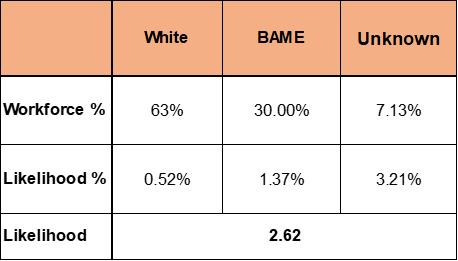 White BAME Unknown
Workforce % 63% 30.00% 7.13%
Likelihood % 0.52% 1.37% 3.21%
Likelihood 2.62